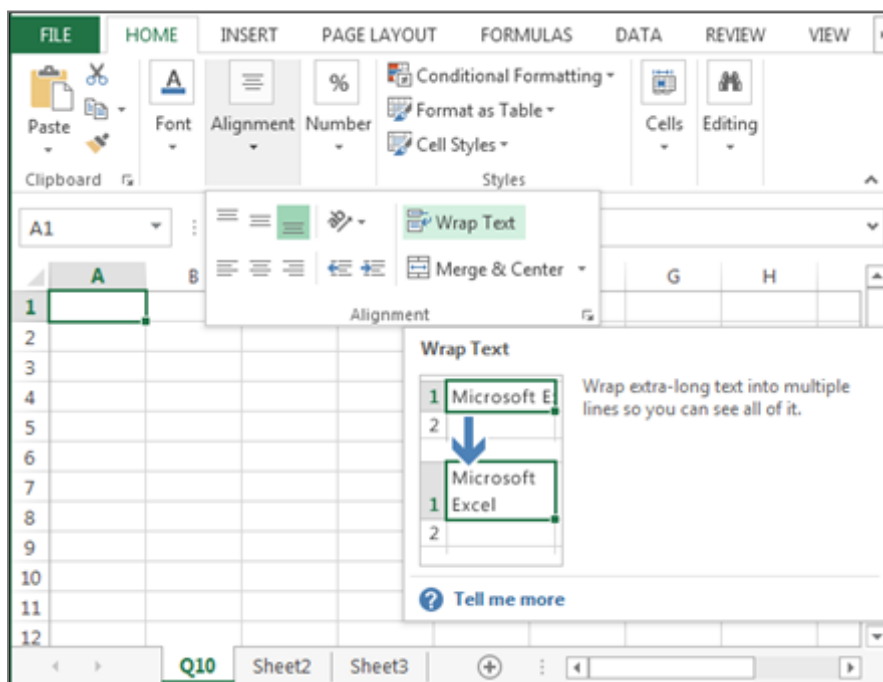 FILE HOME INSERT PAGE LAYOUT FORMULAS DATA REVIEW VIEW
Paste
Font
Alignment
Number
Conditional Formatting
Format as Table
Cell Styles
Cells
Editing
Clipboard
Styles
A1
Wrap Text
Merge & Center
Alignment
A B G H
1
2
3
4
5
6
7
8
9
10
11
12
Wrap Text
1 Microsoft E
2
Microsoft
1 Excel
2
Wrap extra-long text into multiple
lines so you can see all of it.
Tell me more
Q10 Sheet2 Sheet3